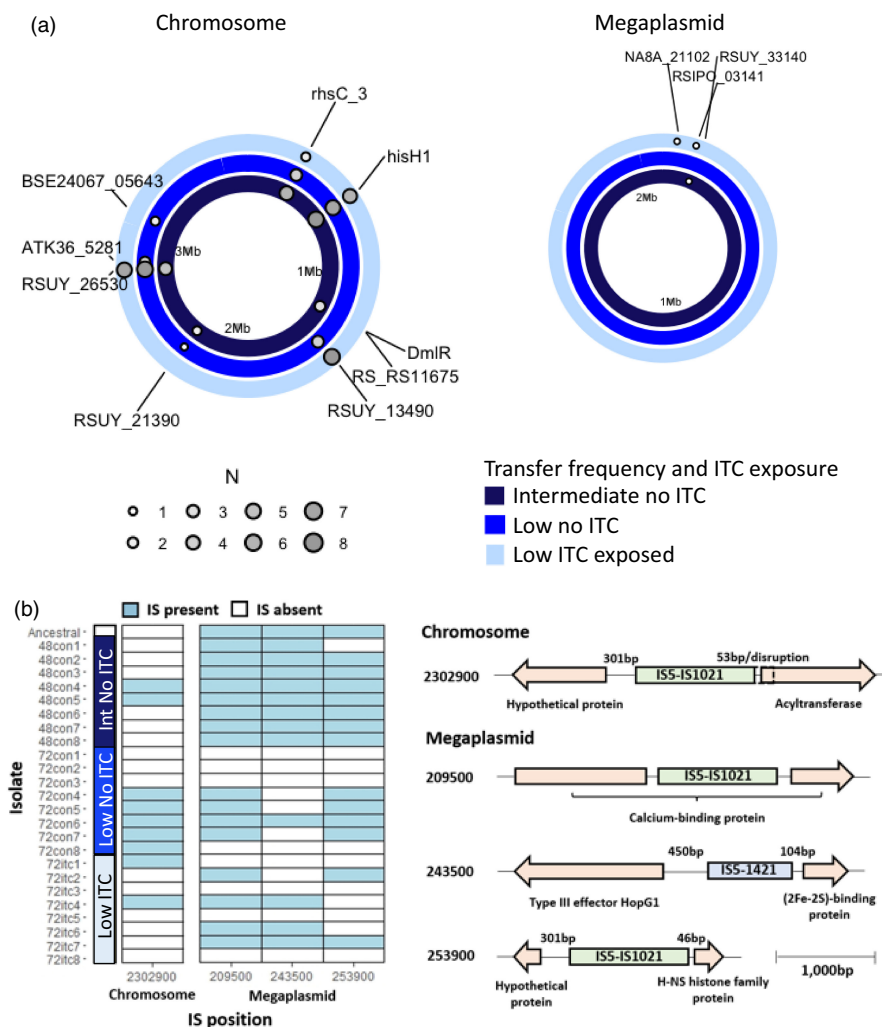 (a)
Chromosome
Megaplasmid
rhsC_3
hisH1
BSE24067_05643
ATK36_5281
RSUY_26530
3Mb
1Mb
2Mb
DmlR
RS_RS11675
RSUY_13490
RSUY_21390
NA8A_21102
RSUY_33140
RSIPO_03141
2Mb
1Mb
N
1 3 5 7
2 4 6 8
Transfer frequency and ITC exposure
Intermediate no ITC
Low no ITC
Low ITC exposed
(b)
IS present IS absent
Isolate
Int No ITC
Low No ITC
Low ITC
Ancestral
48con1
48con2
48con3
48con4
48con5
48con6
48con7
48con8
72con1
72con2
72con3
72con4
72con5
72con6
72con7
72con8
72itc1
72itc2
72itc3
72itc4
72itc5
72itc6
72itc7
72itc8
2302900 209500 243500 253900
Chromosome Megaplasmid
IS position
Chromosome
2302900
301bp
IS5-IS1021
53bp/disruption
Hypothetical protein
Acyltransferase
Megaplasmid
209500
IS5-IS1021
Calcium-binding protein
243500
450bp
IS5-1421
104bp
Type III effector HopG1
(2Fe-2S)-binding
protein
253900
301bp
IS5-IS1021
46bp
Hypothetical
protein
H-NS histone family
protein
1,000bp